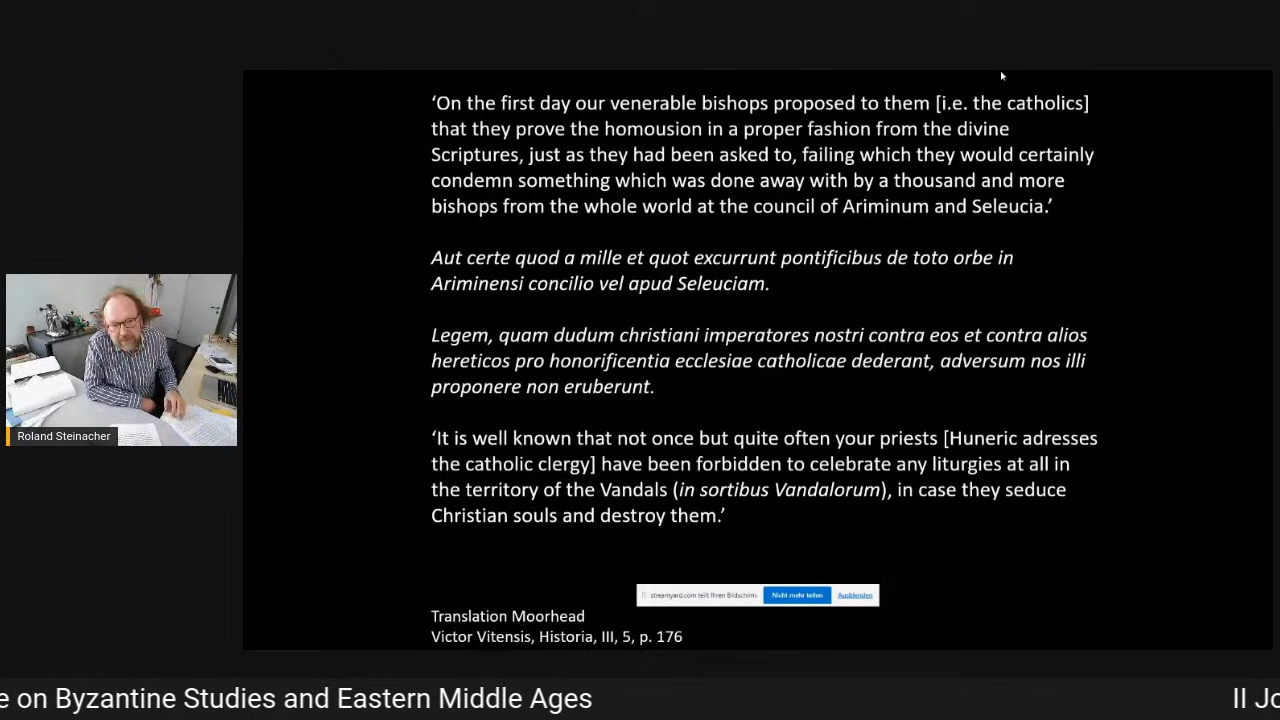 ‘On the first day our venerable bishops proposed to them [i.e. the catholics]
that they prove the homousion in a proper fashion from the divine
Scriptures, just as they had been asked to, failing which they would certainly
condemn something which was done away with by a thousand and more
bishops from the whole world at the council of Ariminum and Seleucia.’
Aut certe quod a mille et quot excurrunt pontificibus de toto orbe in
Ariminensi concilio vel apud Seleuciam.
Legem, quam dudum christiani imperatores nostri contra eos et contra alios
hereticos pro honorificentia ecclesiae catholicae dederant, adversum nos illi
proponere non eruberunt.
‘It is well known that not once but quite often your priests [Huneric adresses
the catholic clergy] have been forbidden to celebrate any liturgies at all in
the territory of the Vandals (in sortibus Vandalorum), in case they seduce
Christian souls and destroy them.’
streamyard.com teilt Ihren Bildschirm. Nicht mehr teilen Ausblenden
Translation Moorhead
Victor Vitensis, Historia, III, 5, p. 176
Roland Steinacher
e on Byzantine Studies and Eastern Middle Ages II Jo